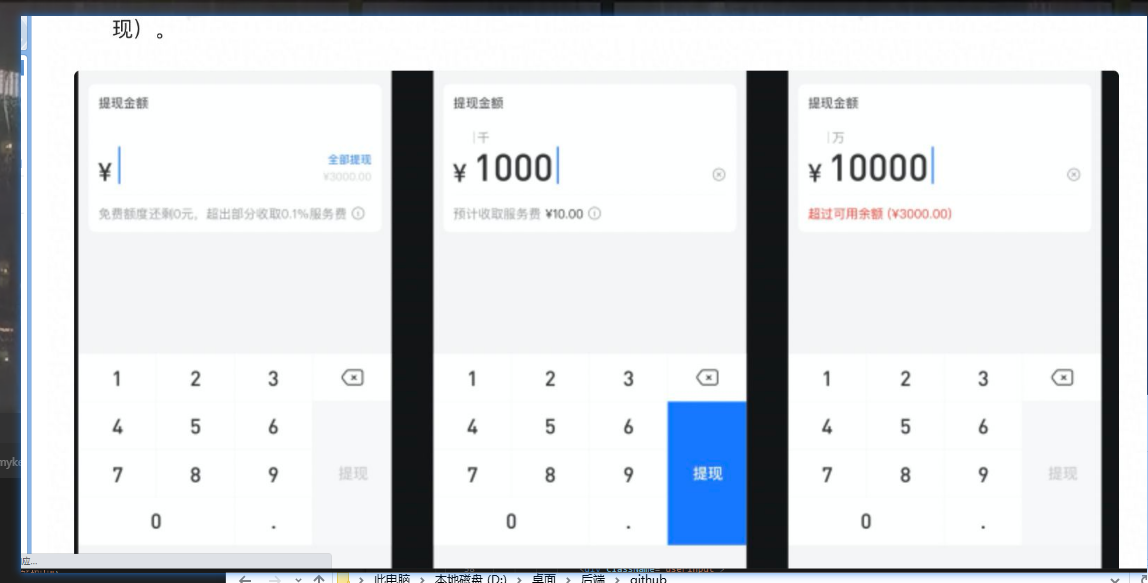 现）。
提现金额
¥
全部提现
¥3000.00
免费额度还剩0元，超出部分收取0.1%服务费
1 2 3
4 5 6
7 8 9
提现
0 .
提现金额
千
¥ 1000
预计收取服务费 ¥10.00
1 2 3
4 5 6
7 8 9
提现
0 .
提现金额
万
¥ 10000
超过可用余额 (¥3000.00)
1 2 3
4 5 6
7 8 9
提现
0 .
此电脑 > 本地磁盘 (D:) > 桌面 > 后端 > github